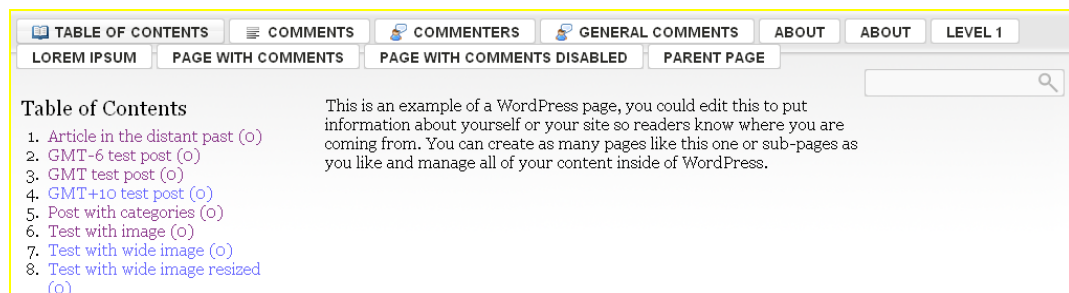 TABLE OF CONTENTS COMMENTS COMMENTERS GENERAL COMMENTS ABOUT ABOUT LEVEL 1
LOREM IPSUM PAGE WITH COMMENTS PAGE WITH COMMENTS DISABLED PARENT PAGE
Table of Contents
1. Article in the distant past (0)
2. GMT-6 test post (0)
3. GMT test post (0)
4. GMT+10 test post (0)
5. Post with categories (0)
6. Test with image (0)
7. Test with wide image (0)
8. Test with wide image resized
(0)
This is an example of a WordPress page, you could edit this to put
information about yourself or your site so readers know where you are
coming from. You can create as many pages like this one or sub-pages as
you like and manage all of your content inside of WordPress.